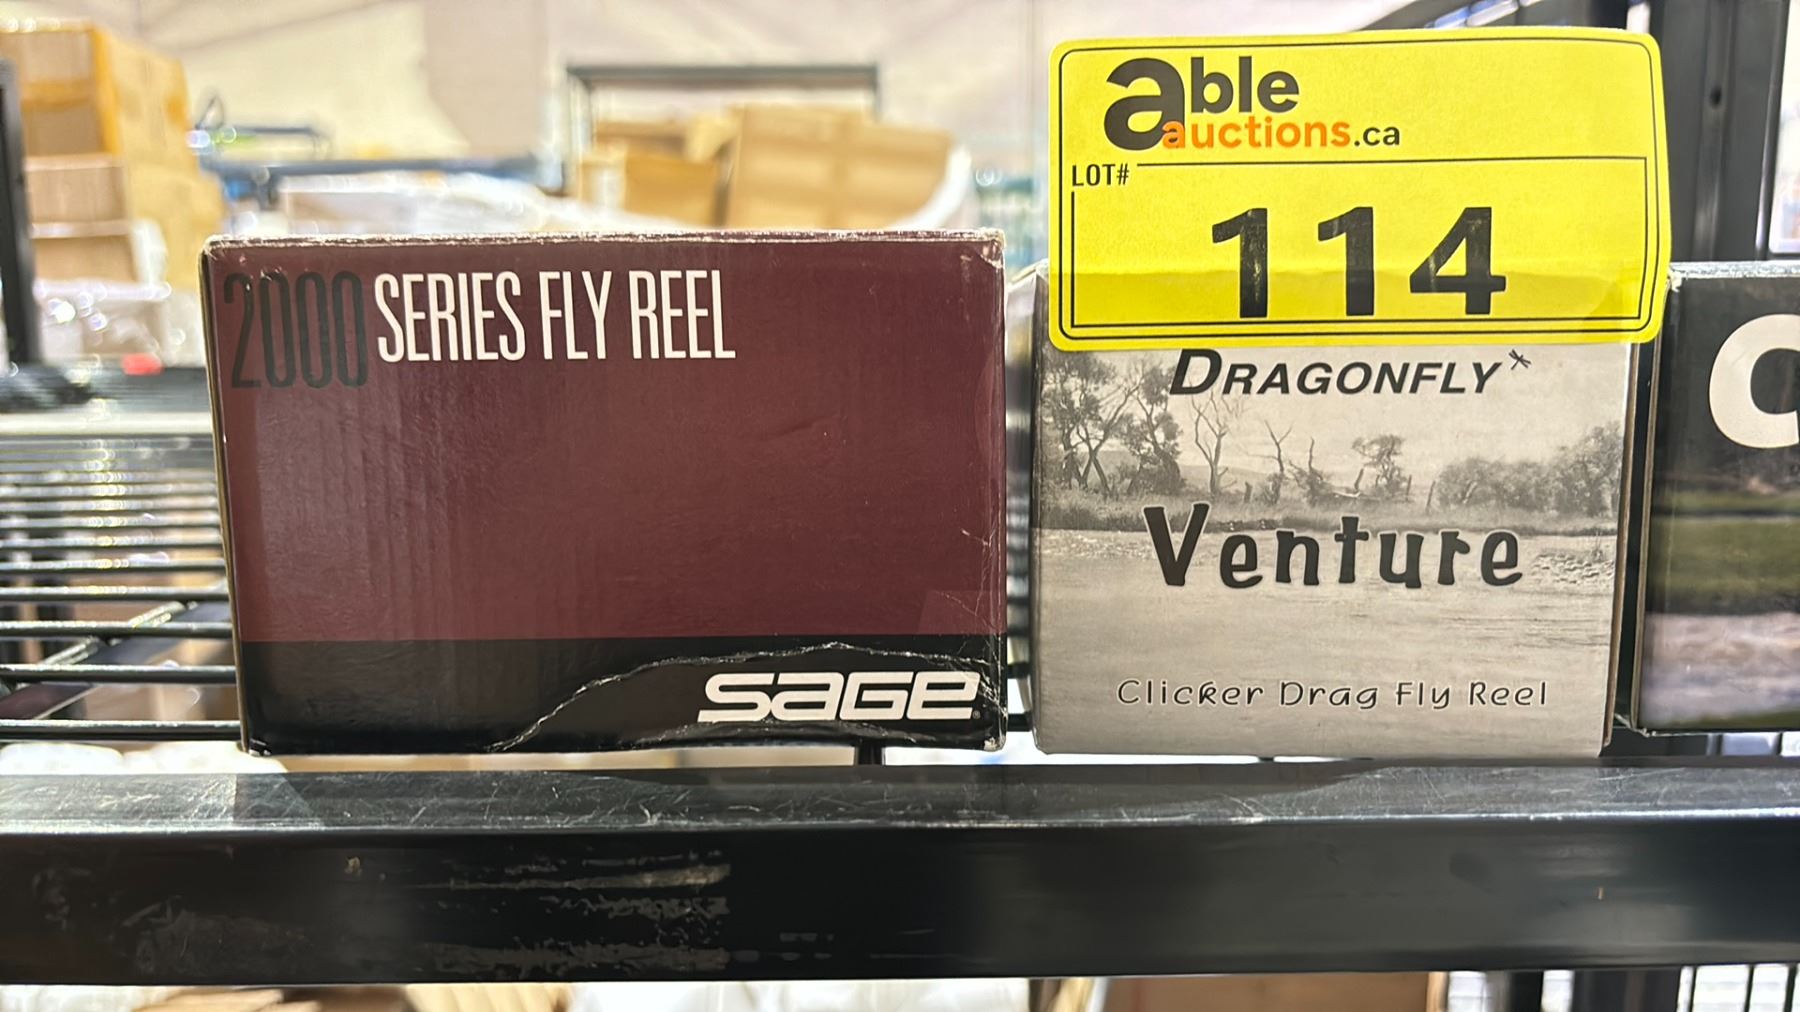 2000 SERIES FLY REEL
SAGE
able
auctions.ca
LOT#
114
DRAGONFLY
Venture
Clicker Drag Fly Reel